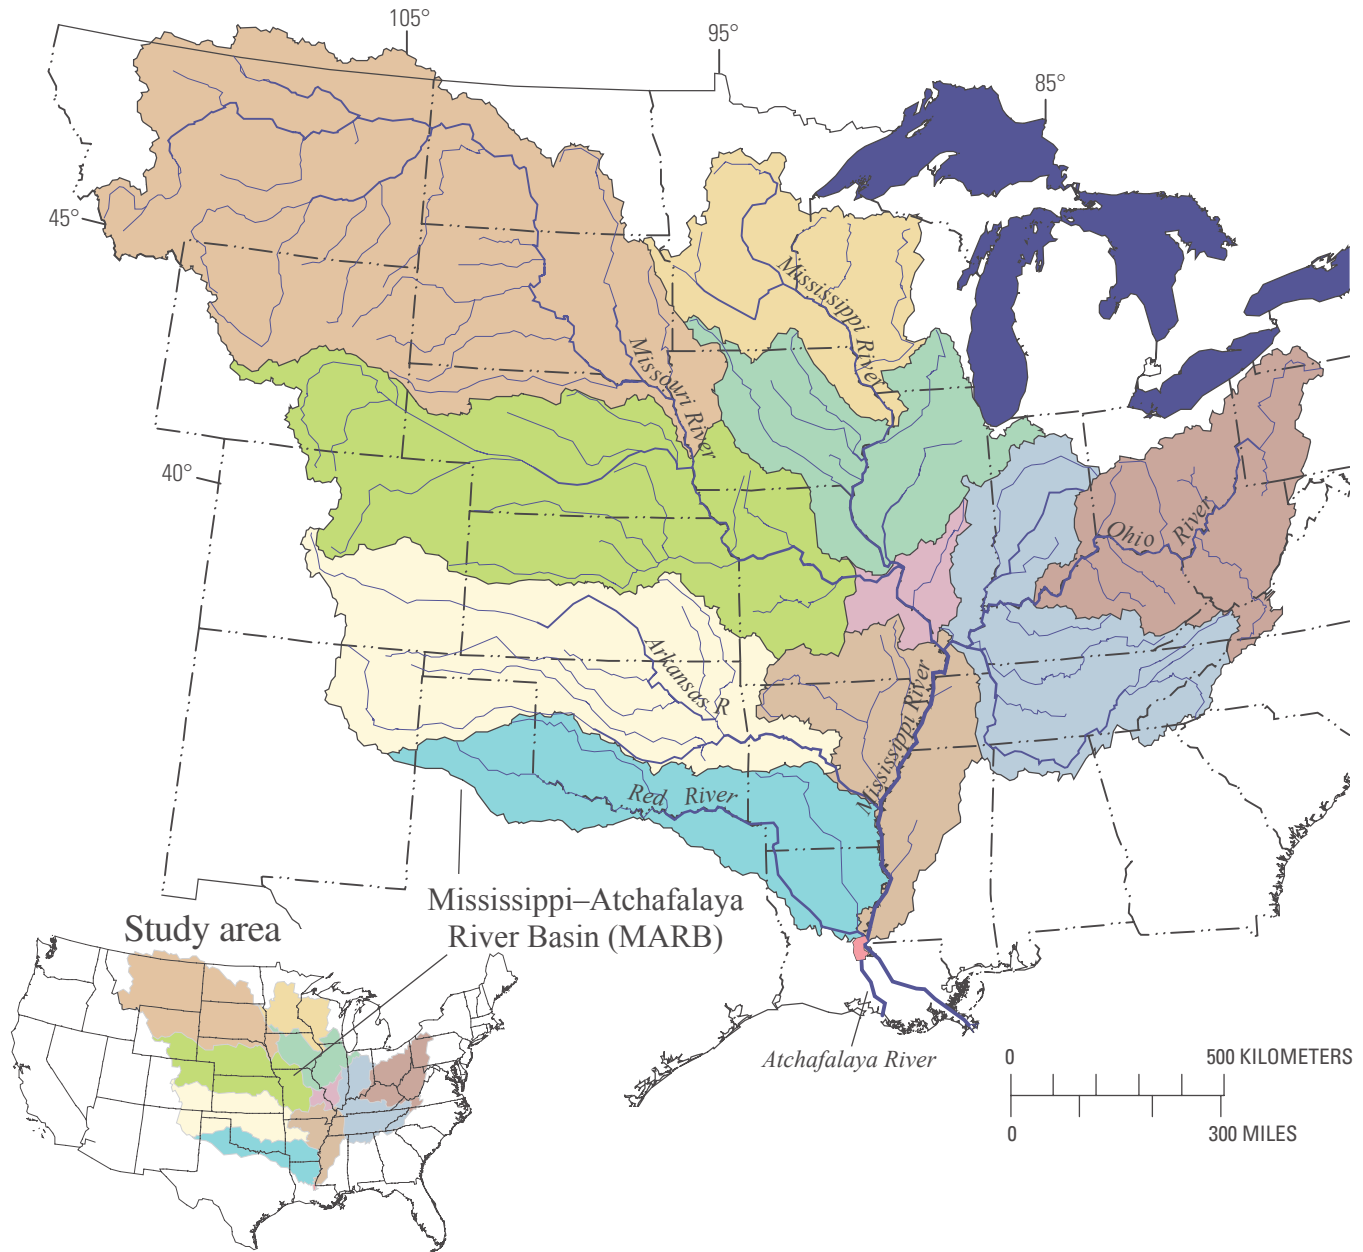 105°
95°
85°
45°
40°
Mississippi River
Missouri River
Ohio River
Arkansas R
Mississippi River
Red River
Mississippi–Atchafalaya
River Basin (MARB)
Study area
Atchafalaya River
0 500 KILOMETERS
0 300 MILES